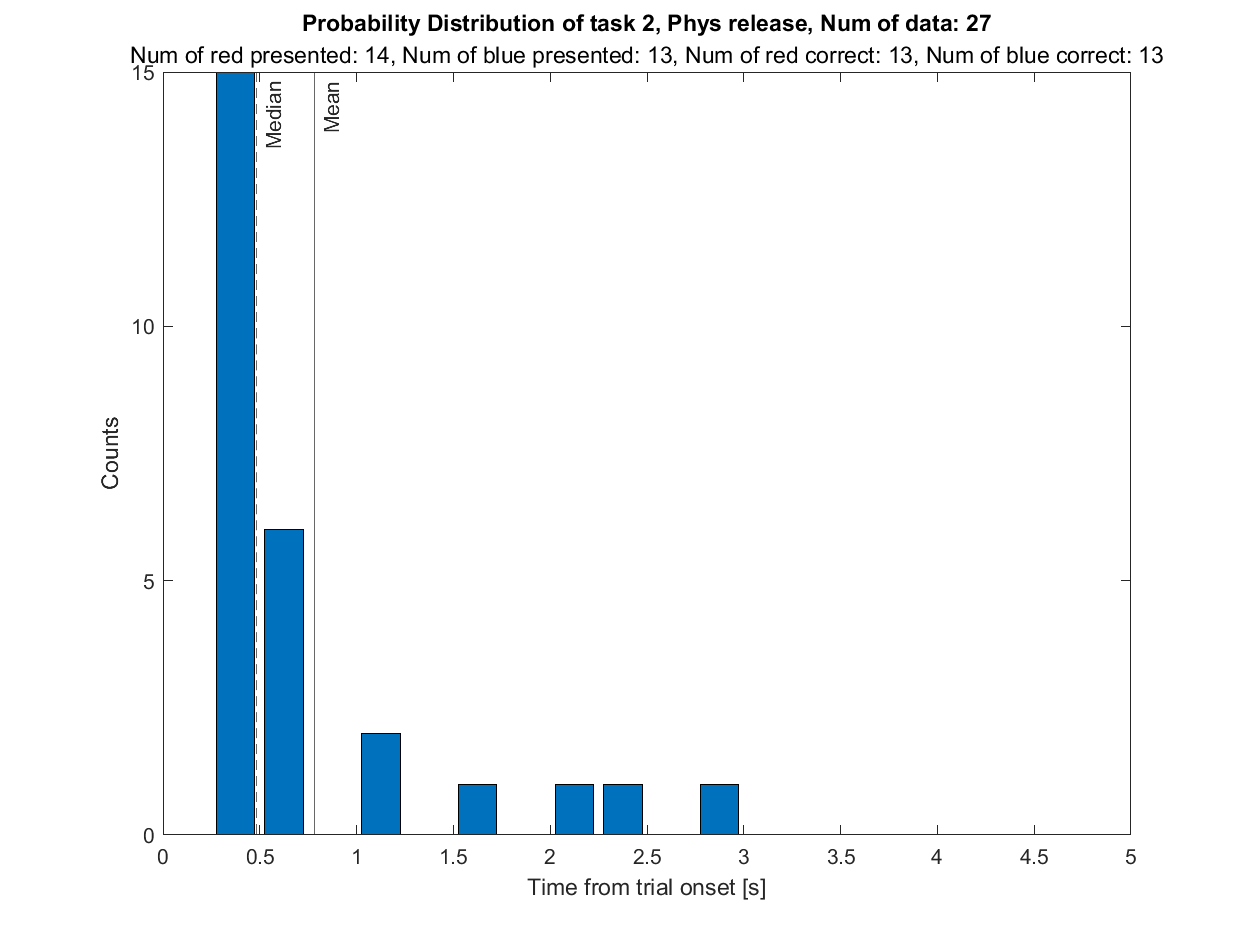 Probability Distribution of task 2, Phys release, Num of data: 27
Num of red presented: 14, Num of blue presented: 13, Num of red correct: 13, Num of blue correct: 13
15
10
5
0
Counts
Median
Mean
0 0.5 1 1.5 2 2.5 3 3.5 4 4.5 5
Time from trial onset [s]